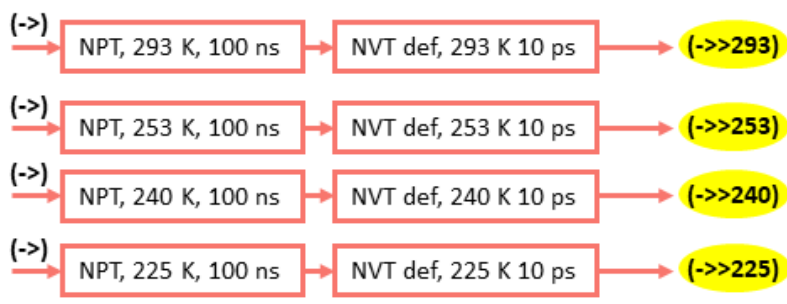 (->)
NPT, 293 K, 100 ns NVT def, 293 K 10 ps (->>293)
(->)
NPT, 253 K, 100 ns NVT def, 253 K 10 ps (->>253)
(->)
NPT, 240 K, 100 ns NVT def, 240 K 10 ps (->>240)
(->)
NPT, 225 K, 100 ns NVT def, 225 K 10 ps (->>225)